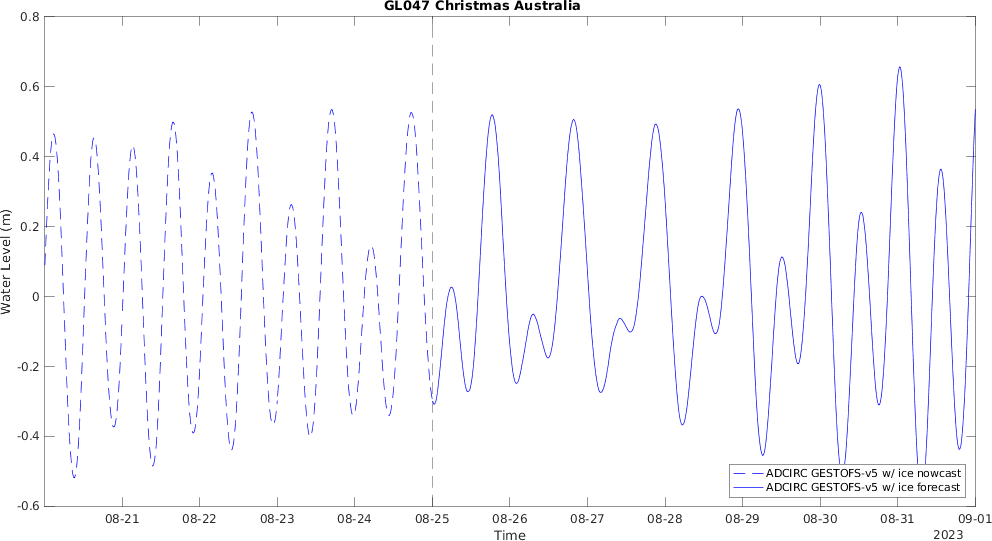 GL047 Christmas Australia
Water Level (m)
0.8
0.6
0.4
0.2
0
-0.2
-0.4
-0.6
08-21 08-22 08-23 08-24 08-25 08-26 08-27 08-28 08-29 08-30 08-31 09-01
Time
2023
ADCIRC GESTOFS-v5 w/ ice nowcast
ADCIRC GESTOFS-v5 w/ ice forecast